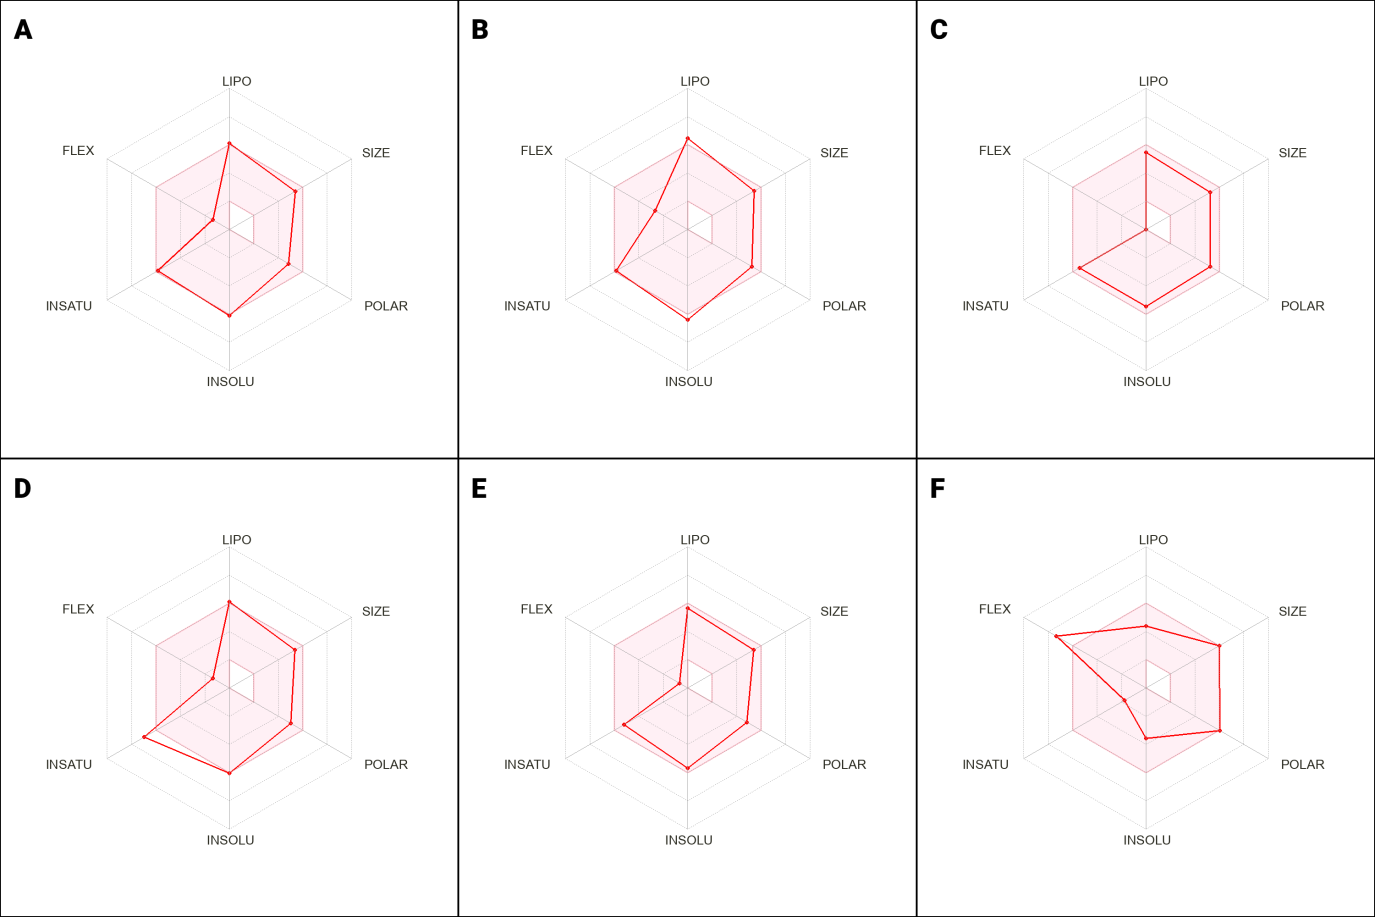 A
LIPO
FLEX
SIZE
INSATU
POLAR
INSOLU
B
LIPO
FLEX
SIZE
INSATU
POLAR
INSOLU
C
LIPO
FLEX
SIZE
INSATU
POLAR
INSOLU
D
LIPO
FLEX
SIZE
INSATU
POLAR
INSOLU
E
LIPO
FLEX
SIZE
INSATU
POLAR
INSOLU
F
LIPO
FLEX
SIZE
INSATU
POLAR
INSOLU